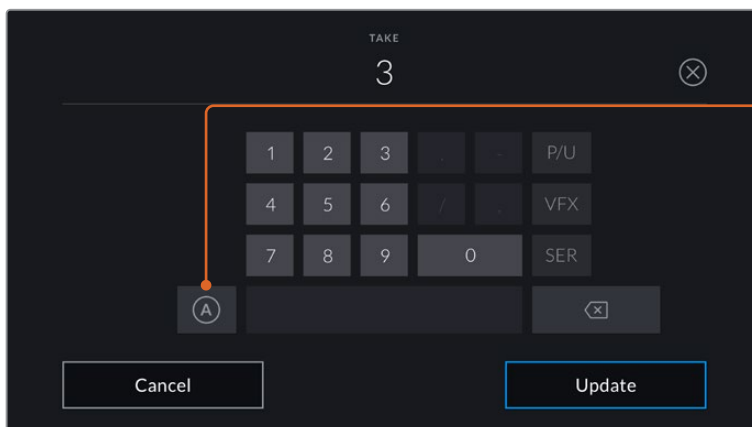 TAKE
3
1 2 3 . - P/U
4 5 6 / , VFX
7 8 9 0 SER
A
Cancel Update